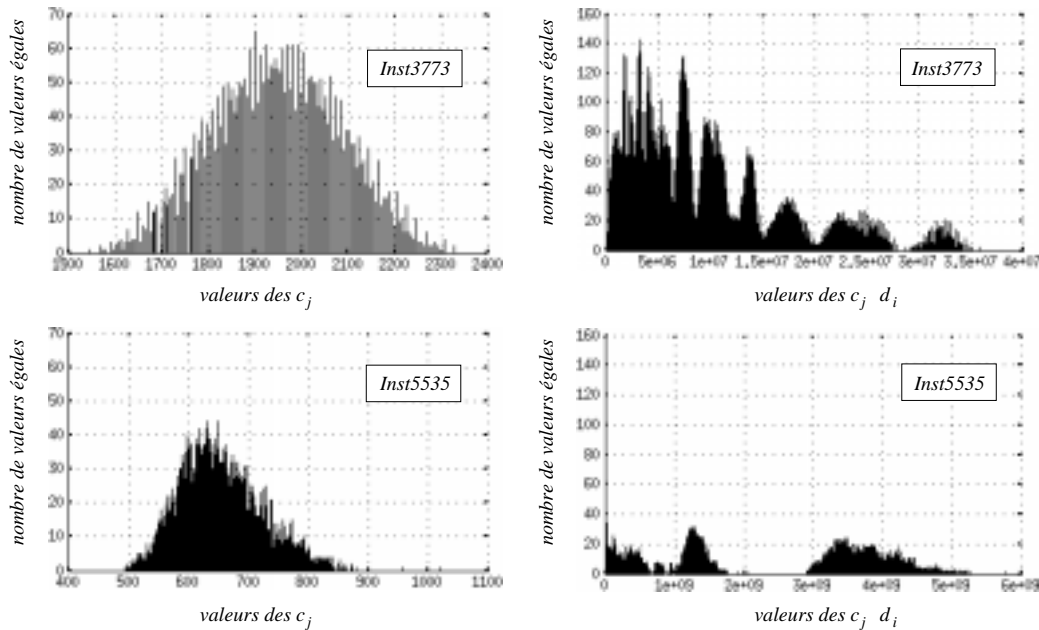 nombre de valeurs égales
70
60
50
40
30
20
10
0
Inst3773
1500 1600 1700 1800 1900 2000 2100 2200 2300 2400
valeurs des c j
nombre de valeurs égales
160
140
120
100
80
60
40
20
0
Inst3773
0 5e+06 1e+07 1.5e+07 2e+07 2.5e+07 3e+07 3.5e+07 4e+07
valeurs des c j d i
nombre de valeurs égales
70
60
50
40
30
20
10
0
Inst5535
400 500 600 700 800 900 1000 1100
valeurs des c j
nombre de valeurs égales
160
140
120
100
80
60
40
20
0
Inst5535
0 1e+09 2e+09 3e+09 4e+09 5e+09 6e+09
valeurs des c j d i